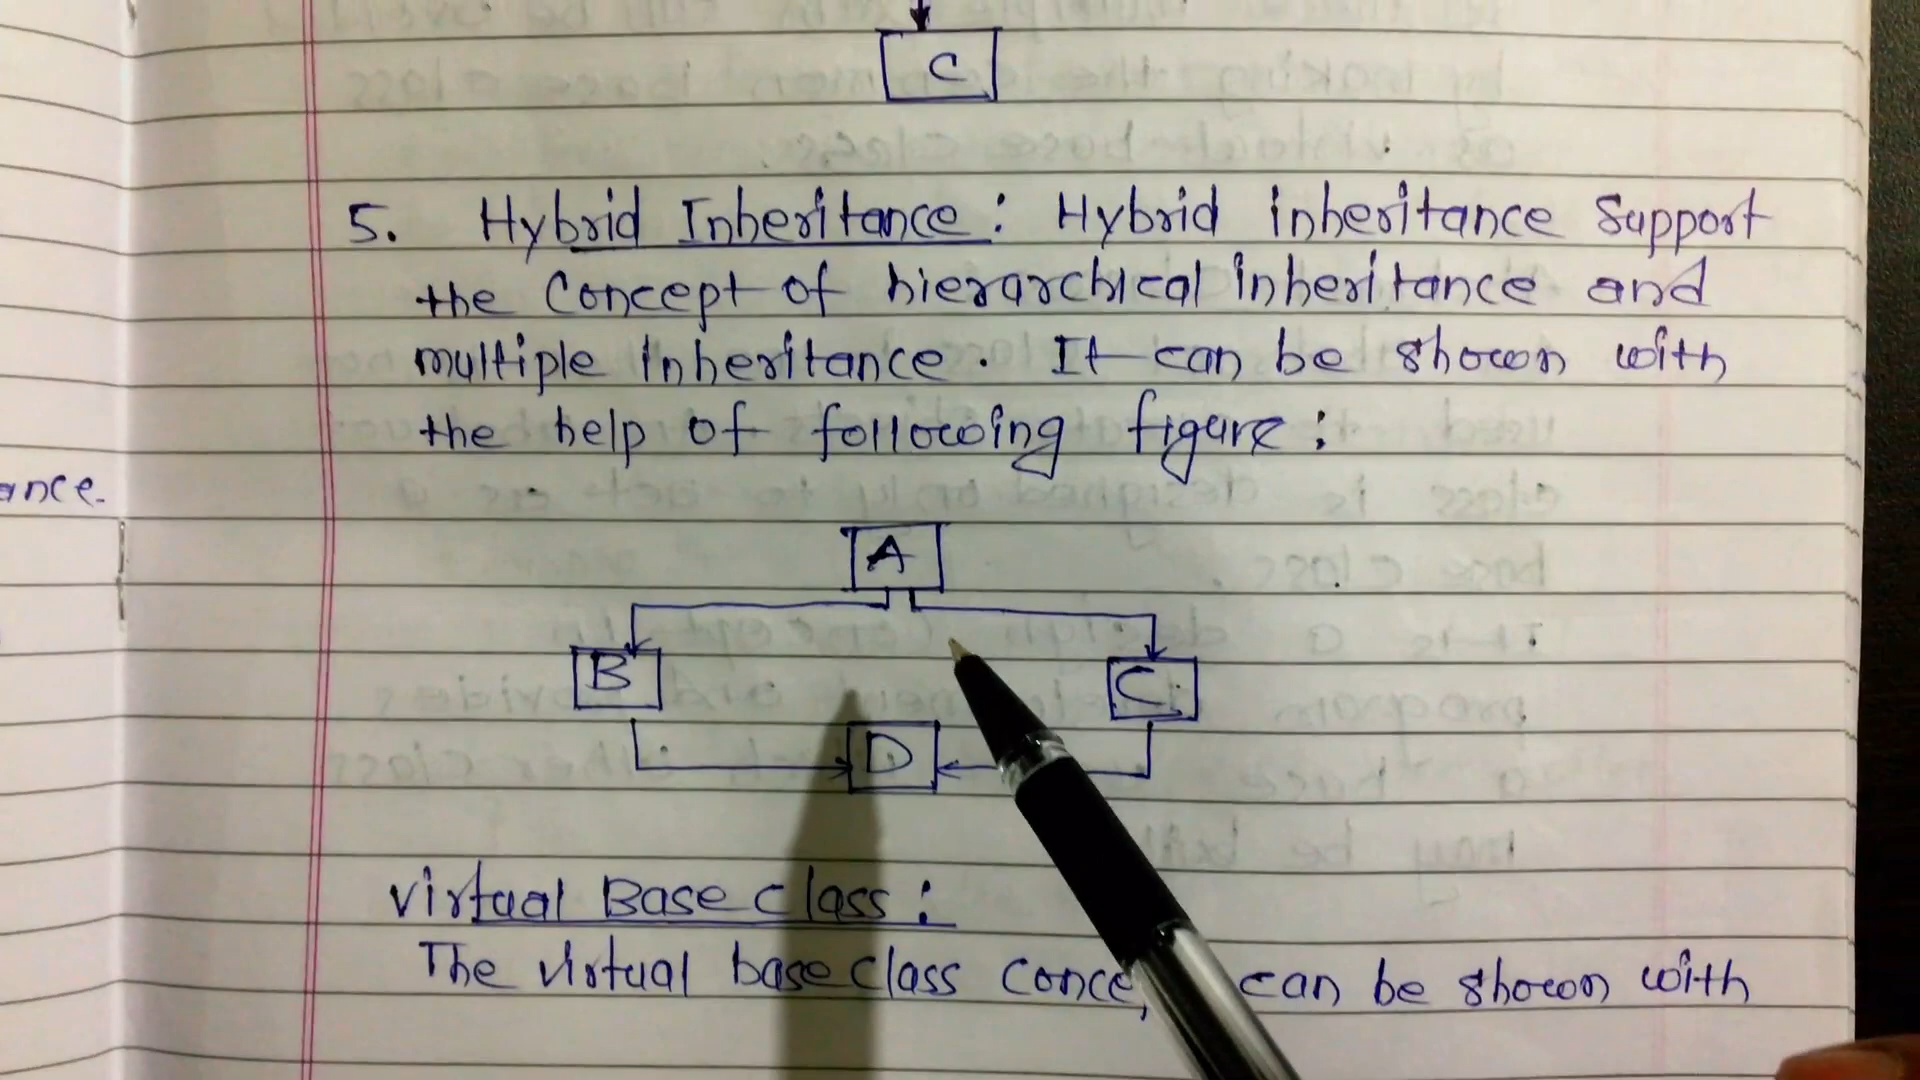 C
5. Hybrid Inheritance: Hybrid inheritance Support
the Concept of hierarchical inheritance and
multiple inheritance. It can be shown with
the help of following figure:
ance.
A
B C
D
Virtual Base class:
The virtual base class Conce can be shown with